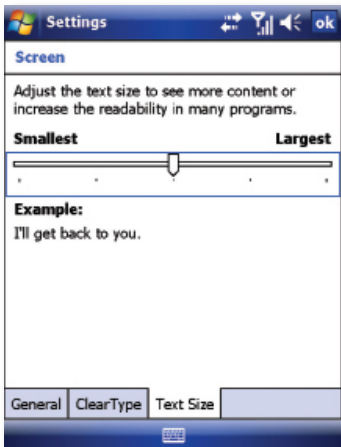 Settings
ok
Screen
Adjust the text size to see more content or
increase the readability in many programs.
Smallest Largest
Example:
I'll get back to you.
General ClearType Text Size